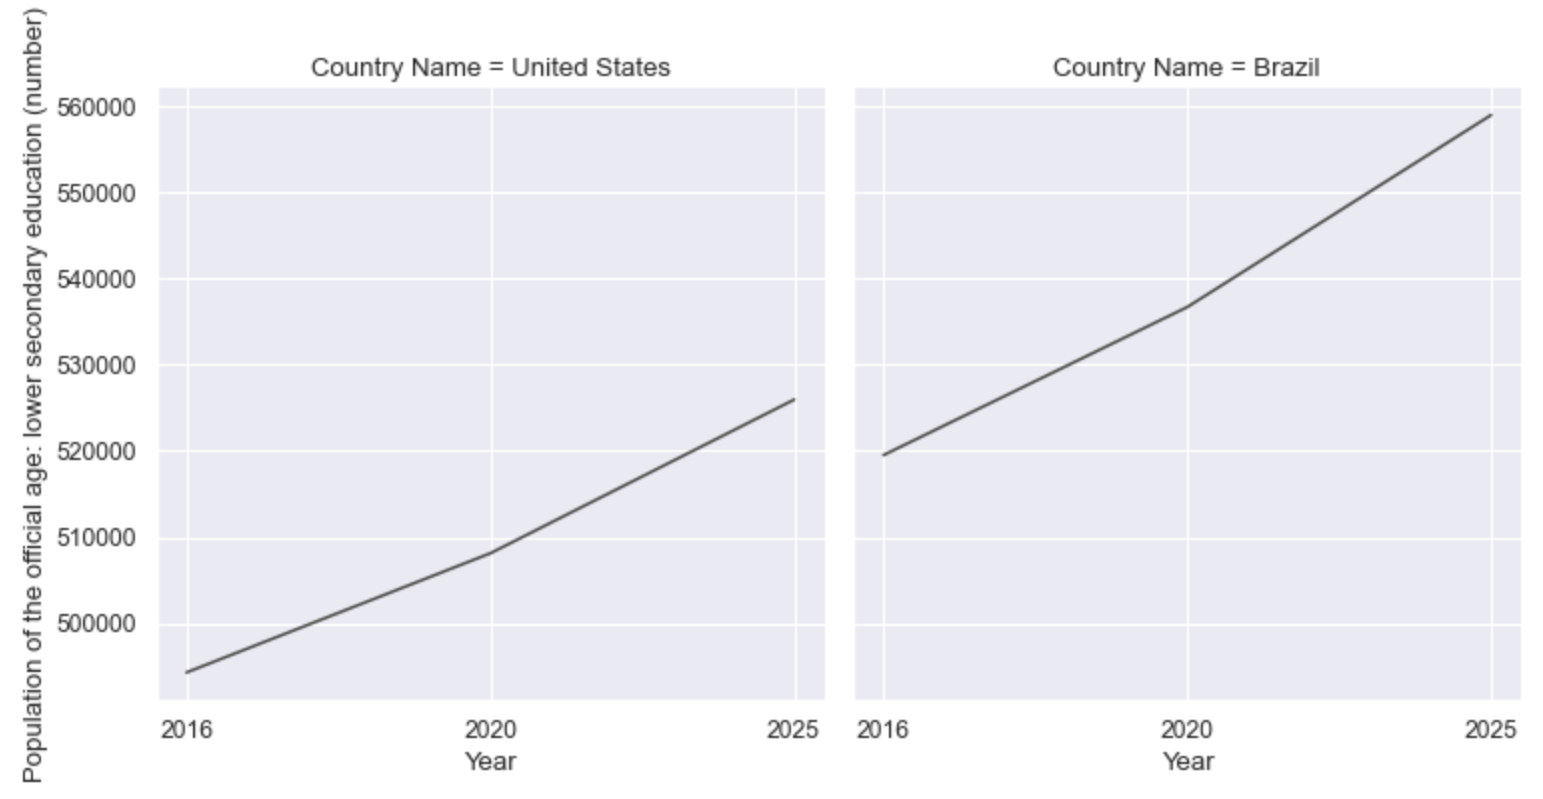 Population of the official age: lower secondary education (number)
Country Name = United States
Country Name = Brazil
560000
550000
540000
530000
520000
510000
500000
2016
2020
2025
2016
2020
2025
Year
Year